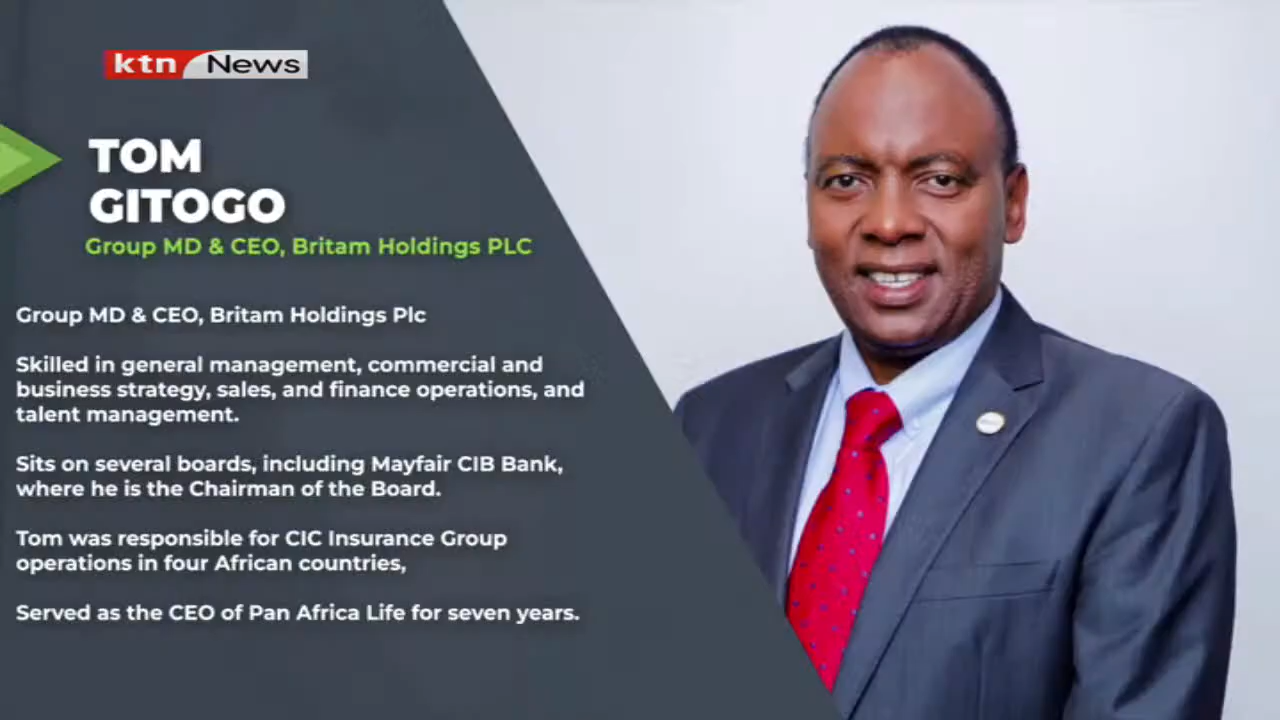 ktn News
TOM
GITOGO
Group MD & CEO, Britam Holdings PLC
Group MD & CEO, Britam Holdings Plc
Skilled in general management, commercial and
business strategy, sales, and finance operations, and
talent management.
Sits on several boards, including Mayfair CIB Bank,
where he is the Chairman of the Board.
Tom was responsible for CIC Insurance Group
operations in four African countries,
Served as the CEO of Pan Africa Life for seven years.